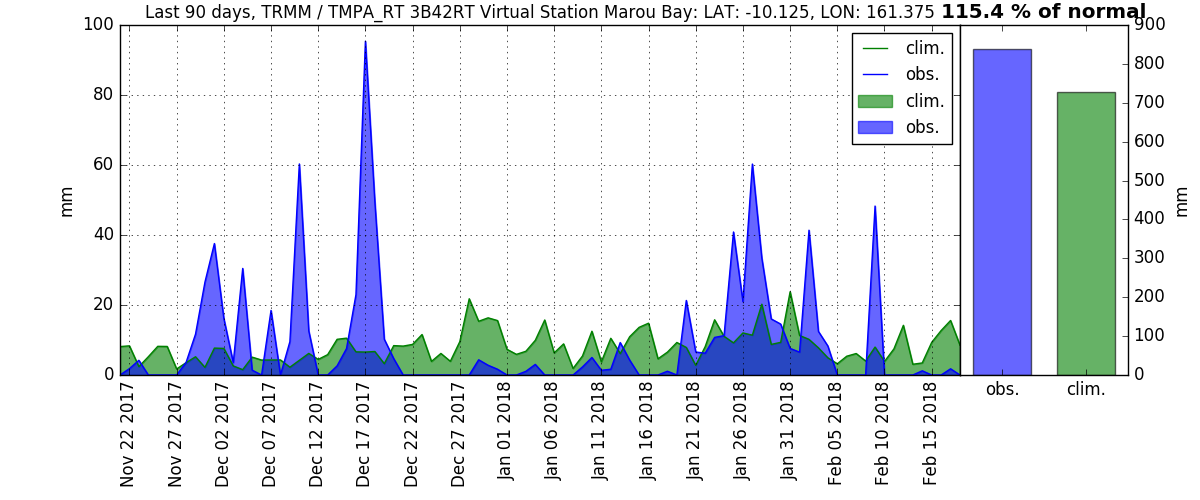 Last 90 days, TRMM / TMPA_RT 3B42RT Virtual Station Marou Bay: LAT: -10.125, LON: 161.375 115.4 % of normal
100
80
60
40
20
0
mm
clim.
obs.
clim.
obs.
900
800
700
600
500
400
300
200
100
0
mm
obs.
clim.
Nov 22 2017
Nov 27 2017
Dec 02 2017
Dec 07 2017
Dec 12 2017
Dec 17 2017
Dec 22 2017
Dec 27 2017
Jan 01 2018
Jan 06 2018
Jan 11 2018
Jan 16 2018
Jan 21 2018
Jan 26 2018
Jan 31 2018
Feb 05 2018
Feb 10 2018
Feb 15 2018